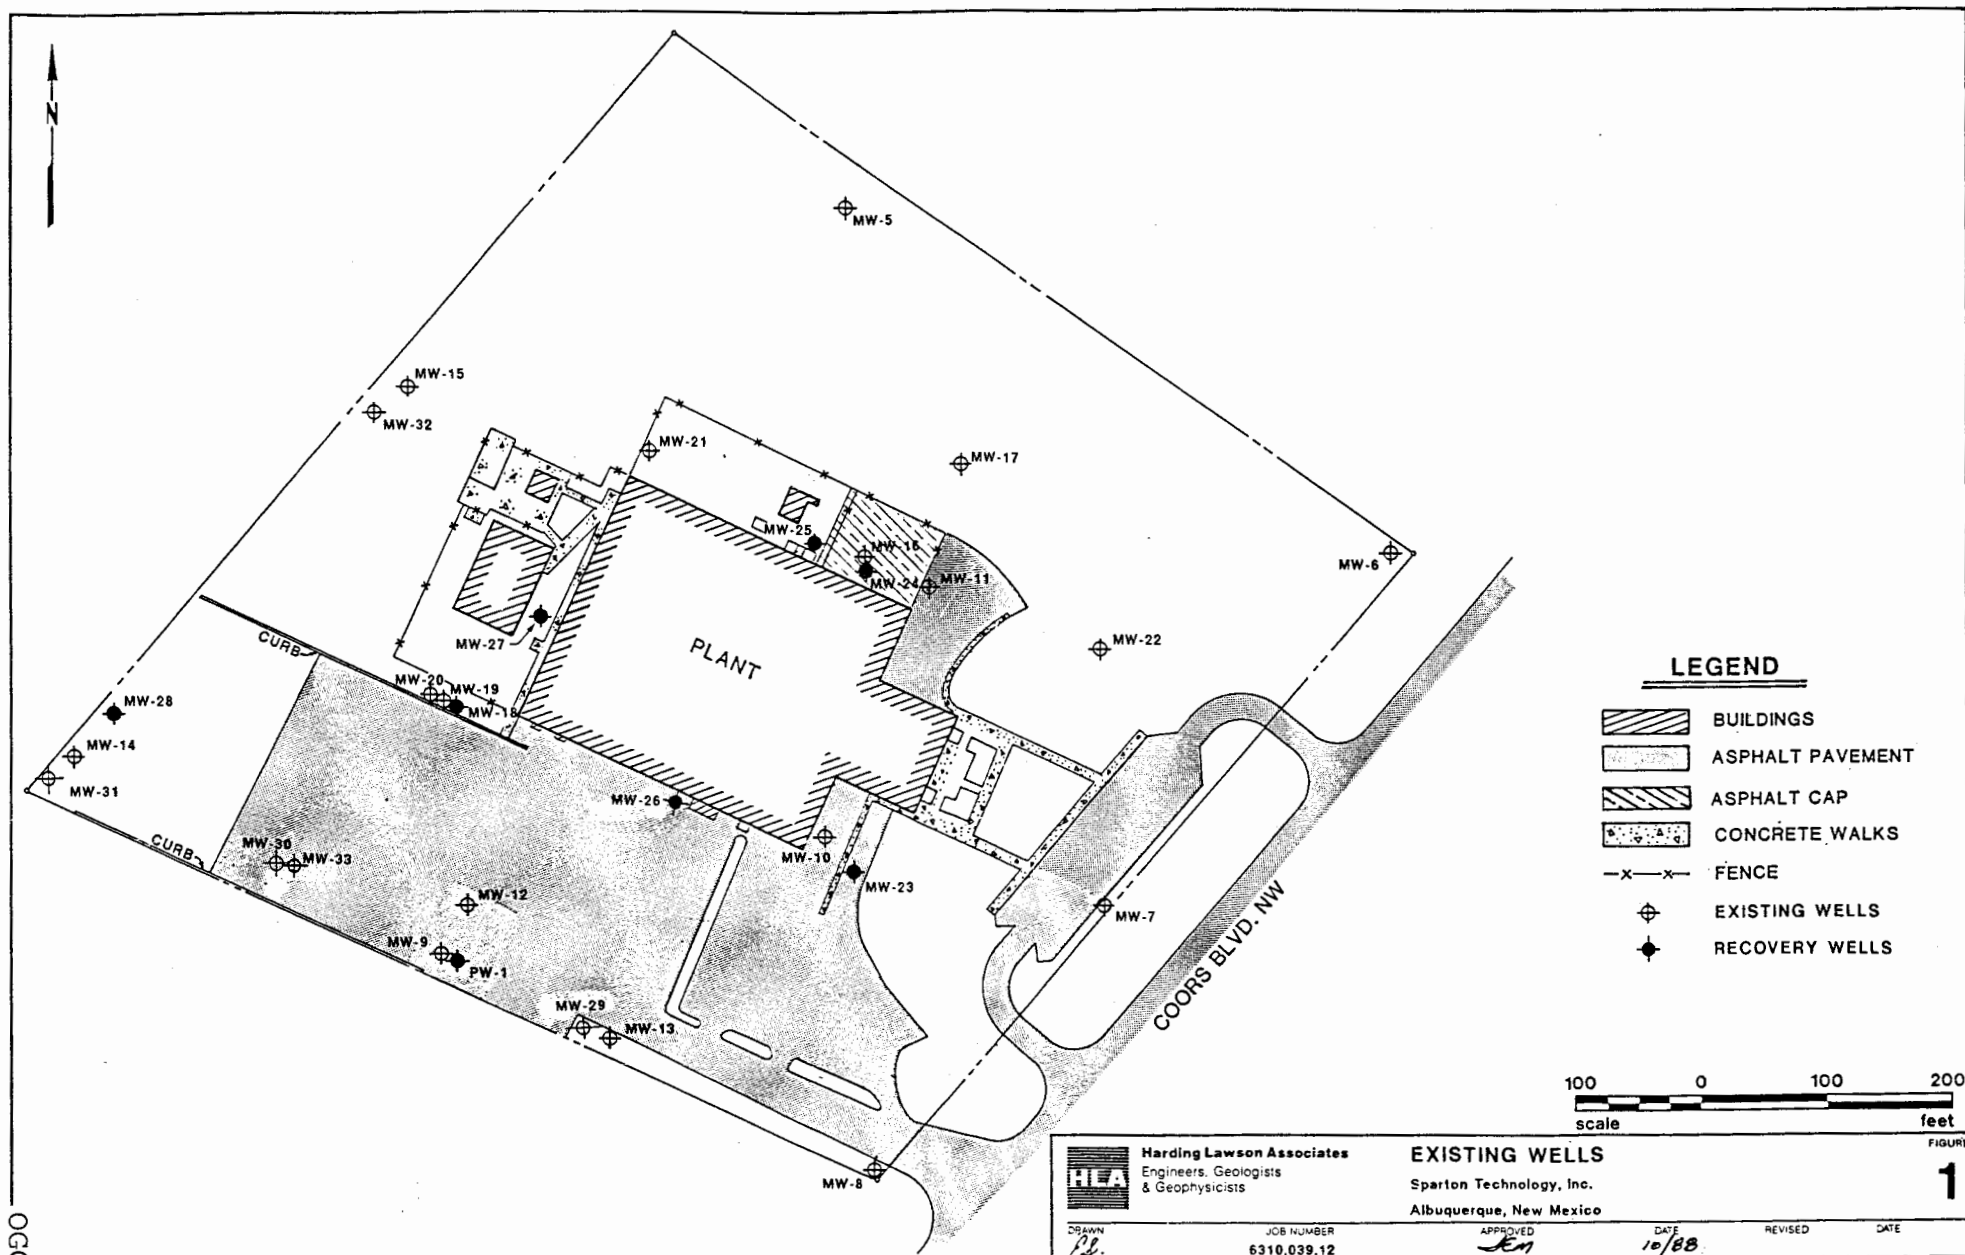 N
MW-5
MW-15
MW-32
MW-21
MW-17
MW-25
MW-16
MW-24
MW-11
MW-6
MW-27
MW-22
PLANT
CURB
MW-20
MW-19
MW-18
MW-28
MW-14
MW-31
MW-26
MW-10
MW-23
MW-7
CURB
MW-30
MW-33
MW-12
MW-9
PW-1
MW-29
MW-13
MW-8
COORS BLVD. NW
LEGEND
BUILDINGS
ASPHALT PAVEMENT
ASPHALT CAP
CONCRETE WALKS
—x—x— FENCE
EXISTING WELLS
RECOVERY WELLS
100 0 100 200
scale feet
HLA
Harding Lawson Associates
Engineers, Geologists
& Geophysicists
EXISTING WELLS
Sparton Technology, Inc.
Albuquerque, New Mexico
FIGURE
1
DRAWN
JOB NUMBER
6310,039.12
APPROVED
JEM
DATE
10/88
REVISED
DATE